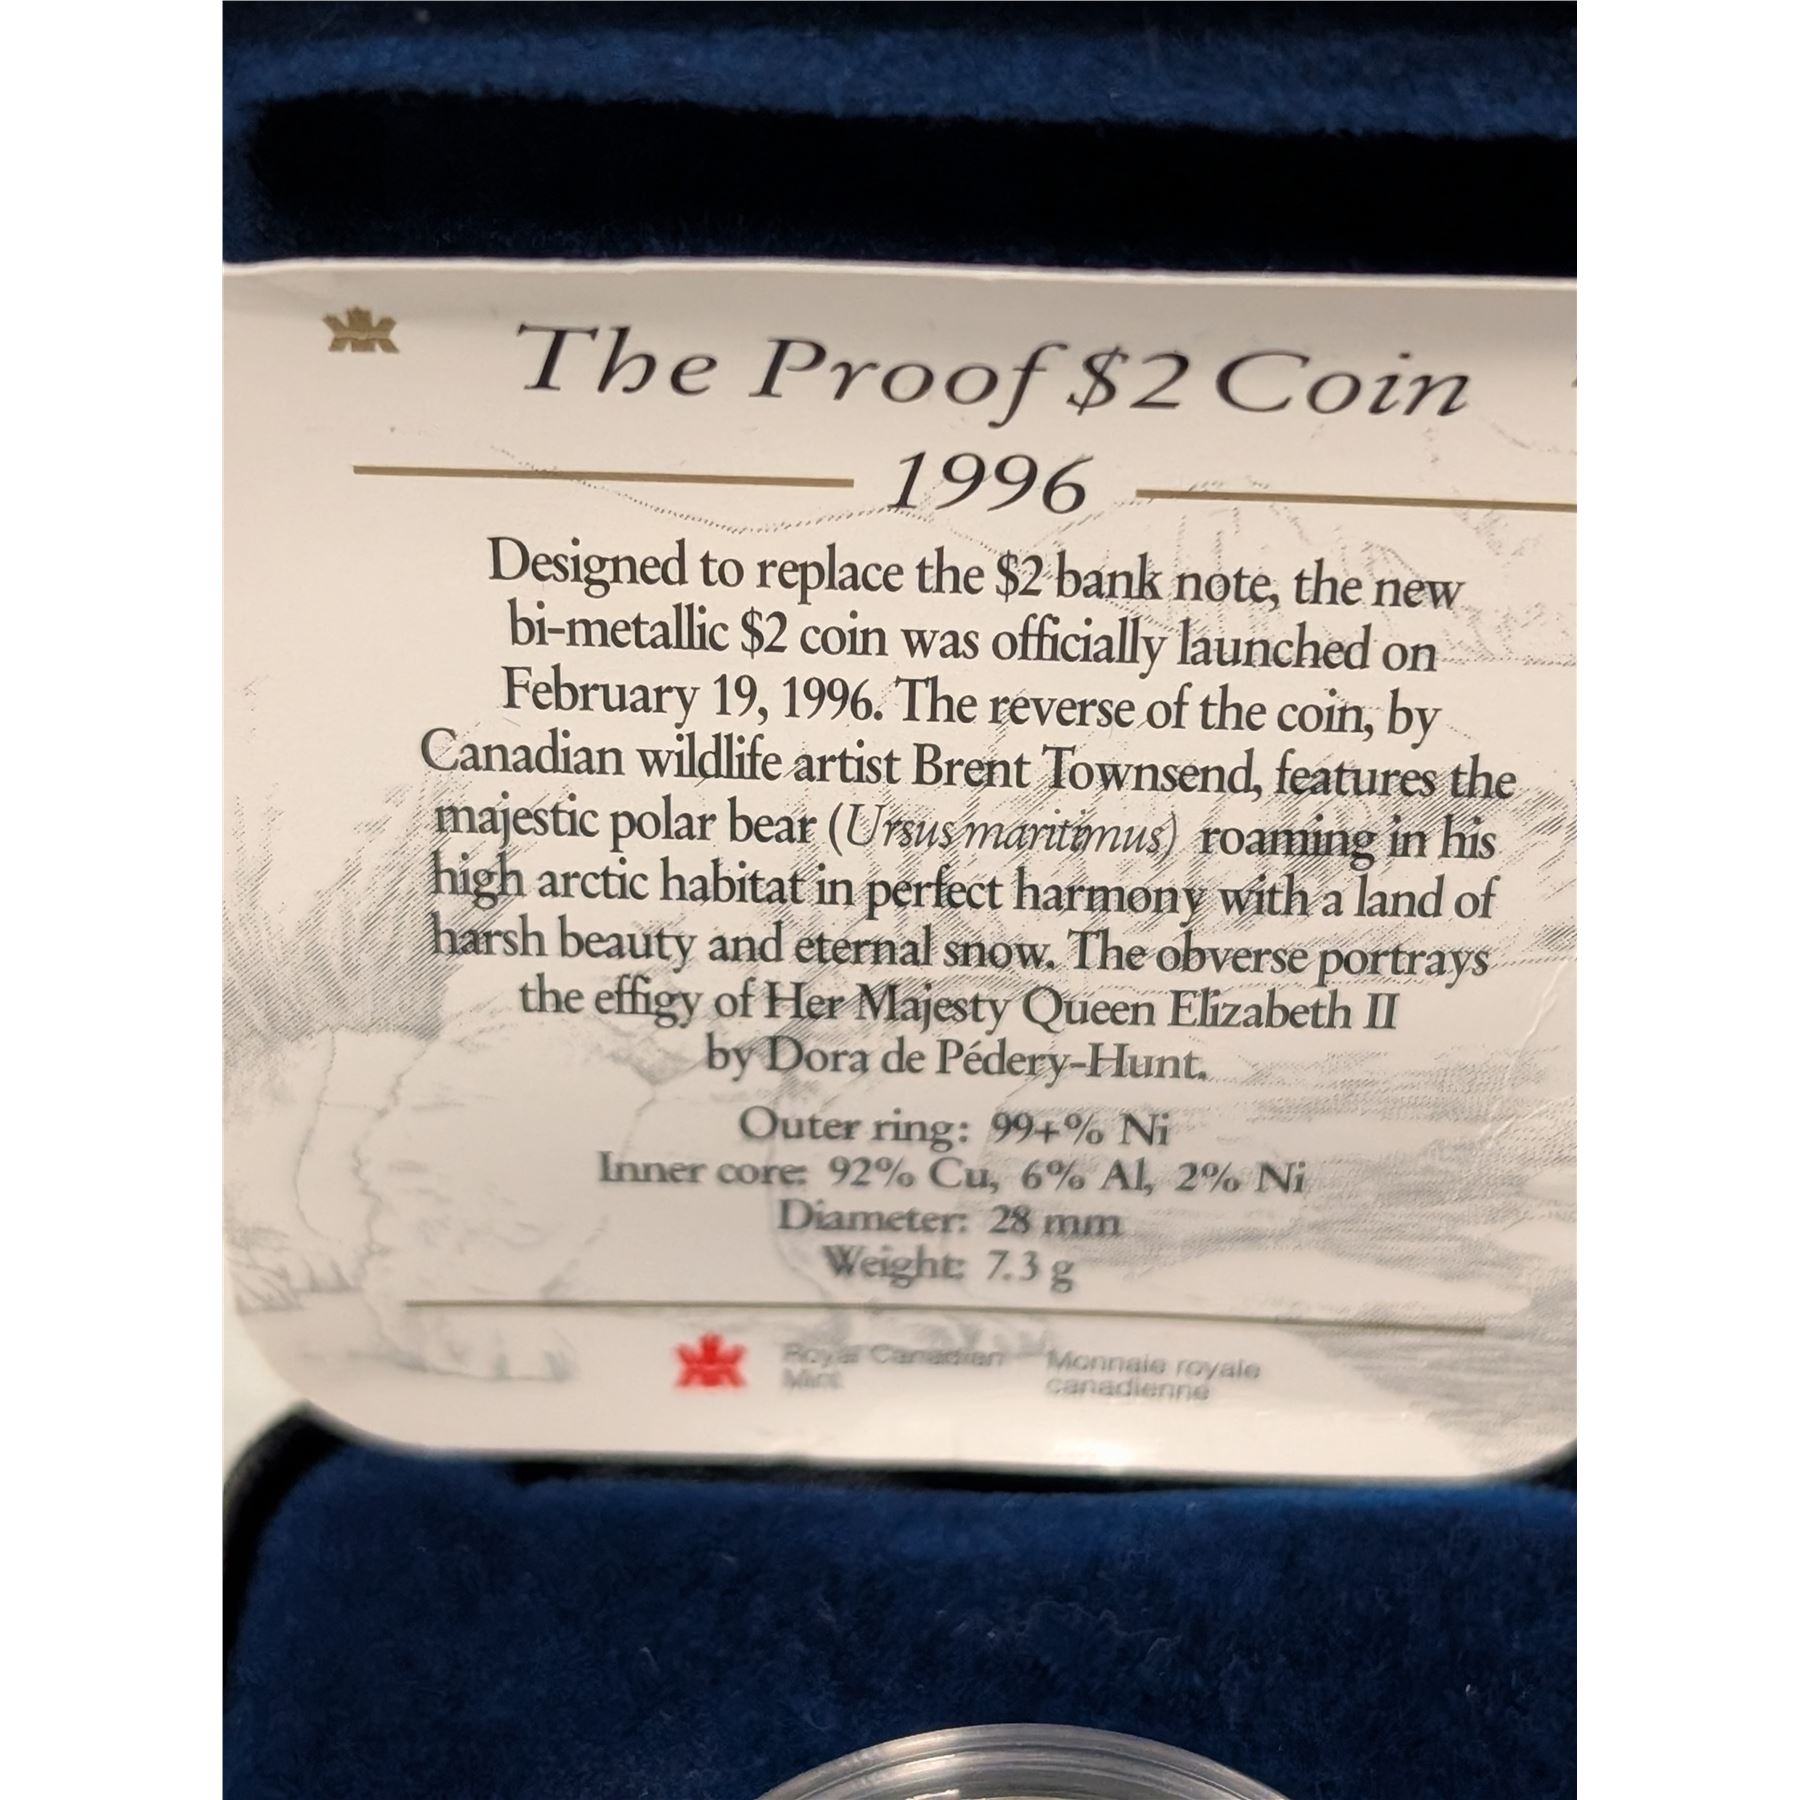 The Proof $2 Coin
1996
Designed to replace the $2 bank note, the new
bi-metallic $2 coin was officially launched on
February 19, 1996. The reverse of the coin, by
Canadian wildlife artist Brent Townsend, features the
majestic polar bear (Ursus maritimus) roaming in his
high arctic habitat in perfect harmony with a land of
harsh beauty and eternal snow. The obverse portrays
the effigy of Her Majesty Queen Elizabeth II
by Dora de Pédery-Hunt.
Outer ring: 99+% Ni
Inner core: 92% Cu, 6% Al, 2% Ni
Diameter: 28 mm
Weight: 7.3 g
Royal Canadian Monnaie royale
Mint canadienne